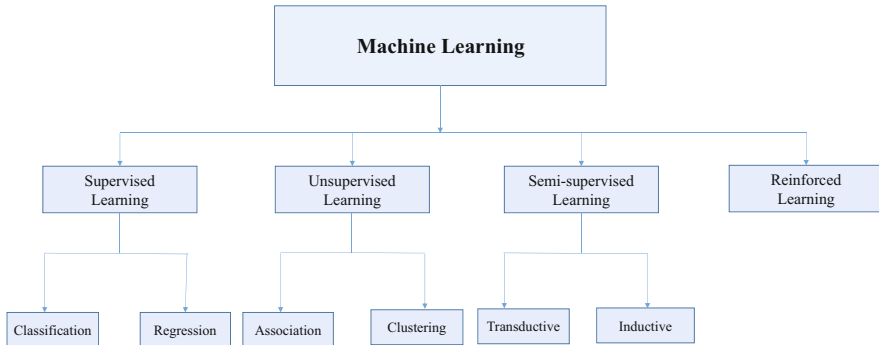 Machine Learning
Supervised
Learning
Unsupervised
Learning
Semi-supervised
Learning
Reinforced
Learning
Classification
Regression
Association
Clustering
Transductive
Inductive